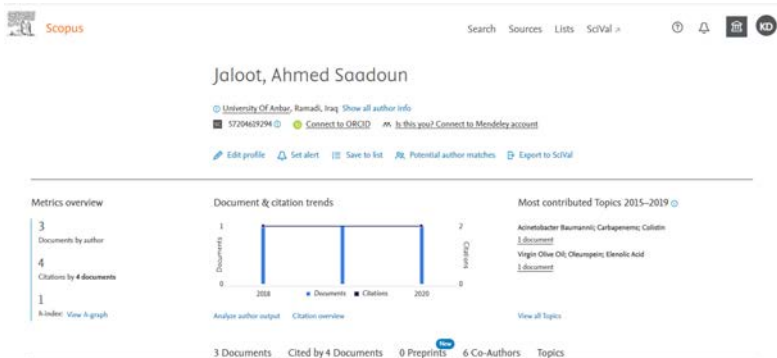 Scopus
Search Sources Lists SciVal
KD
Jaloot, Ahmed Saadoun
University Of Anbar, Ramadi, Iraq Show all author info
57204619294 Connect to ORCID Is this you? Connect to Mendeley account
Edit profile Set alert Save to list Potential author matches Export to SciVal
Metrics overview
3
Documents by author
4
Citations by 4 documents
1
h-index: View h-graph
Document & citation trends
1 2
Documents
Citations
0 0
2018 Documents Citations 2020
Analyze author output Citation overview
Most contributed Topics 2015–2019
Acinetobacter Baumannii; Carbapenems; Colistin
1 document
Virgin Olive Oil; Oleuropein; Elenolic Acid
1 document
View all Topics
New
3 Documents Cited by 4 Documents 0 Preprints 6 Co-Authors Topics